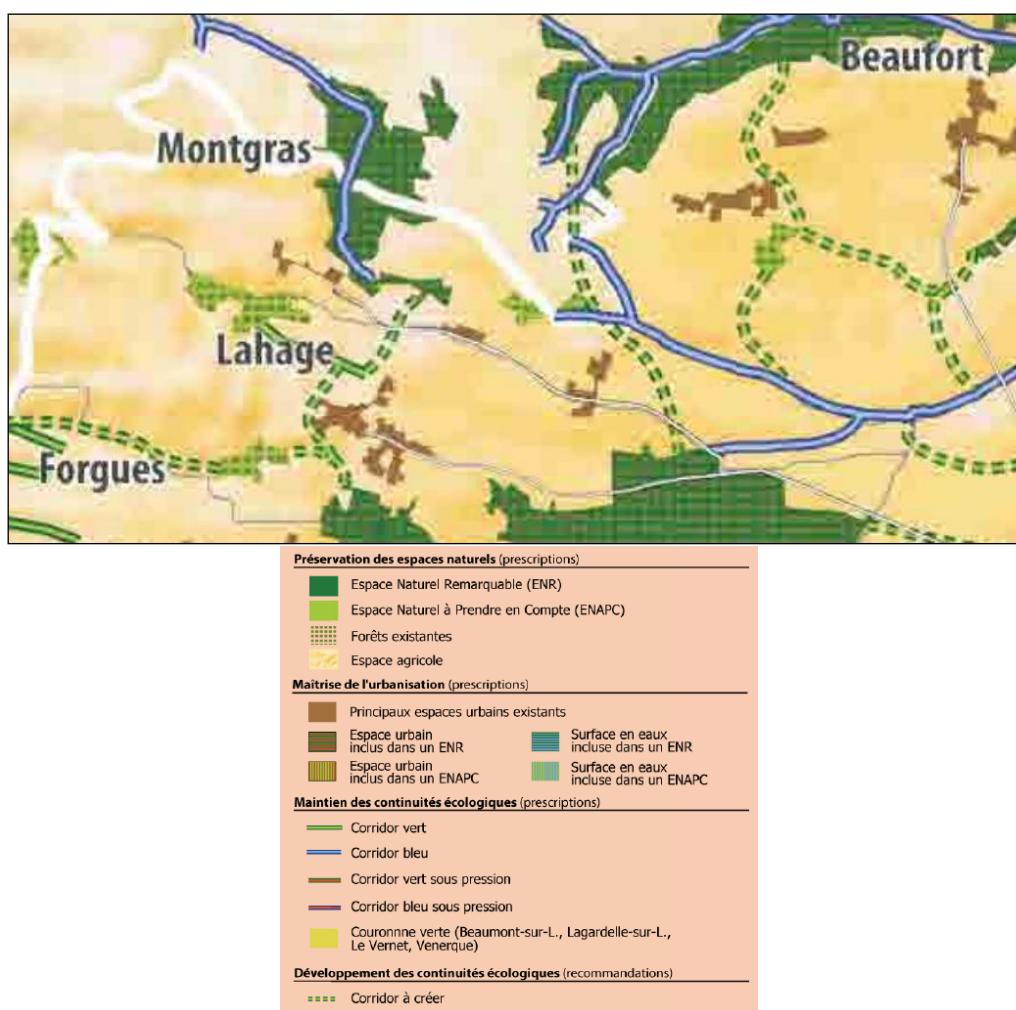 Beaufort
Montgras
Lahage
Forgues
Préservation des espaces naturels (prescriptions)
Espace Naturel Remarquable (ENR)
Espace Naturel à Prendre en Compte (ENAPC)
Forêts existantes
Espace agricole
Maîtrise de l'urbanisation (prescriptions)
Principaux espaces urbains existants
Espace urbain
inclus dans un ENR
Surface en eaux
incluse dans un ENR
Espace urbain
inclus dans un ENAPC
Surface en eaux
incluse dans un ENAPC
Maintien des continuités écologiques (prescriptions)
Corridor vert
Corridor bleu
Corridor vert sous pression
Corridor bleu sous pression
Couronnne verte (Beaumont-sur-L., Lagardelle-sur-L.,
Le Vernet, Venerque)
Développement des continuités écologiques (recommandations)
Corridor à créer